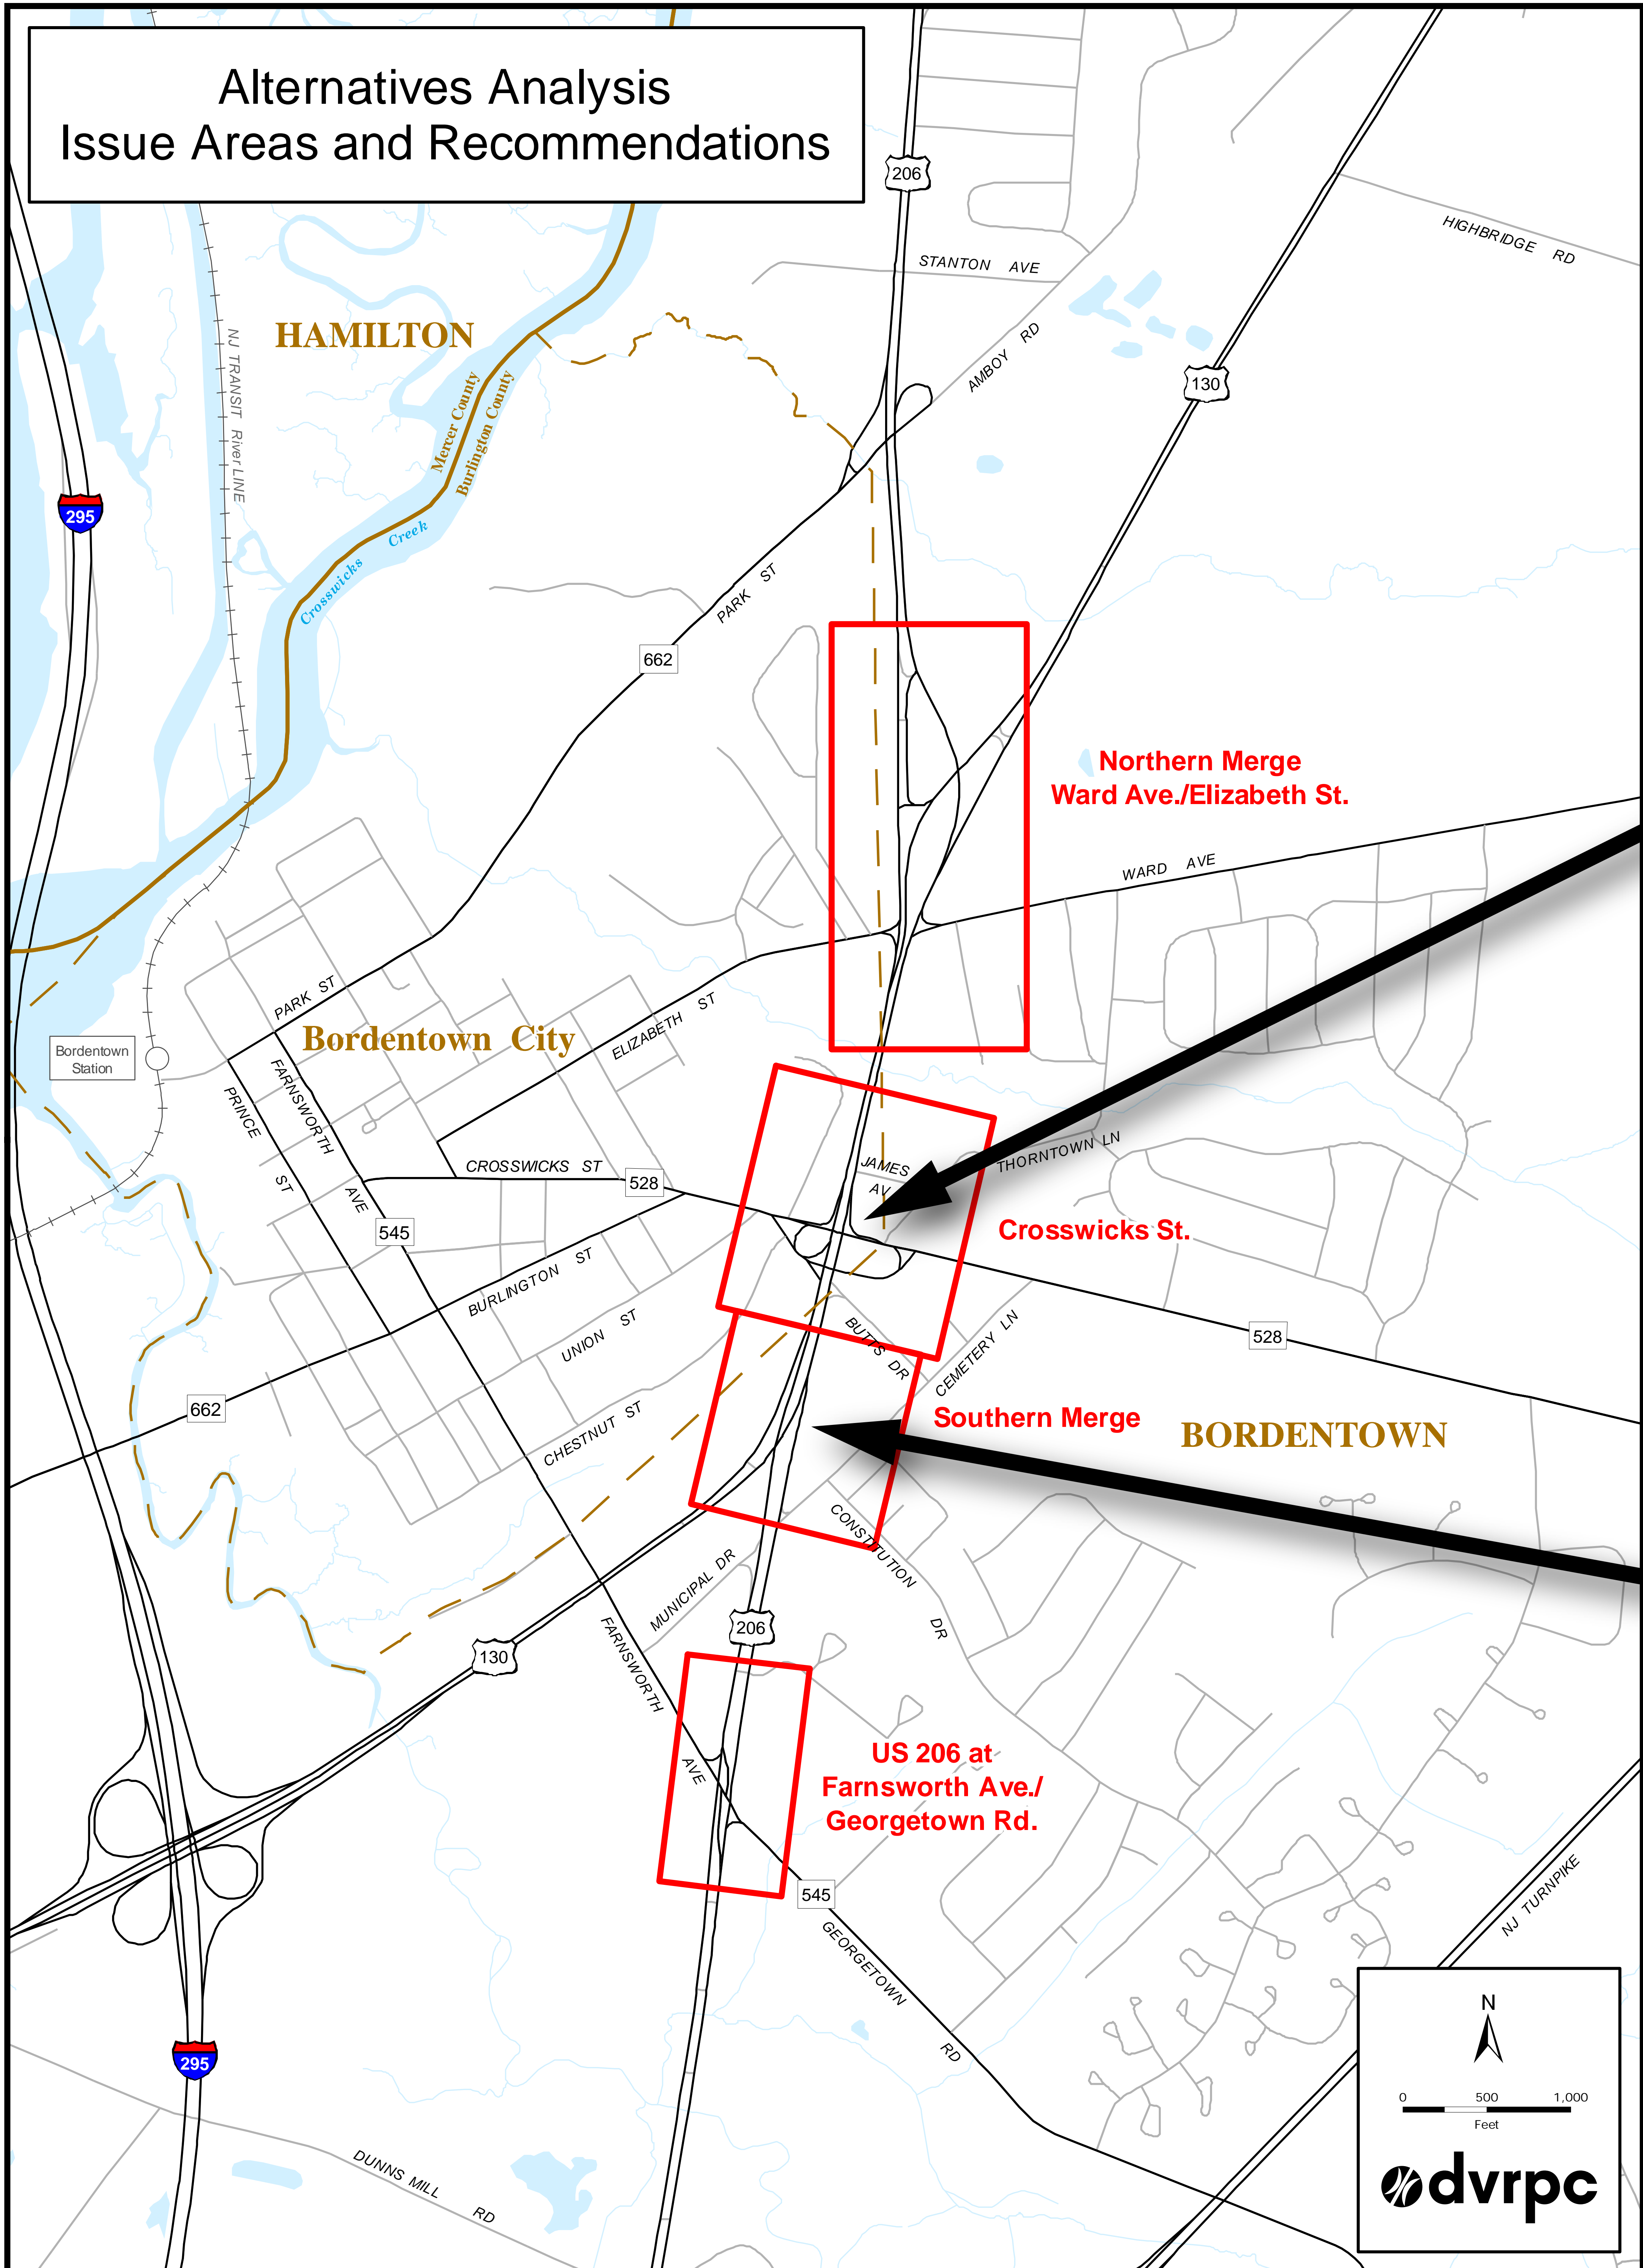 Alternatives Analysis
Issue Areas and Recommendations
206
HIGHBRIDGE RD
STANTON AVE
HAMILTON
NJ TRANSIT River LINE
AMBOY RD
130
Mercer County
Burlington County
295
Crosswicks Creek
PARK ST
662
Northern Merge
Ward Ave./Elizabeth St.
WARD AVE
PARK ST
Bordentown City
ELIZABETH ST
Bordentown
Station
FARNSWORTH AVE
PRINCE ST
CROSSWICKS ST
528
JAMES AV
THORNTOWN LN
Crosswicks St.
545
BURLINGTON ST
UNION ST
BUTTS DR
CEMETERY LN
528
662
CHESTNUT ST
Southern Merge
BORDENTOWN
CONSTITUTION DR
MUNICIPAL DR
206
FARNSWORTH AVE
130
US 206 at
Farnsworth Ave./
Georgetown Rd.
545
GEORGETOWN RD
NJ TURNPIKE
295
DUNNS MILL RD
N
0 500 1,000
Feet
dvrpc